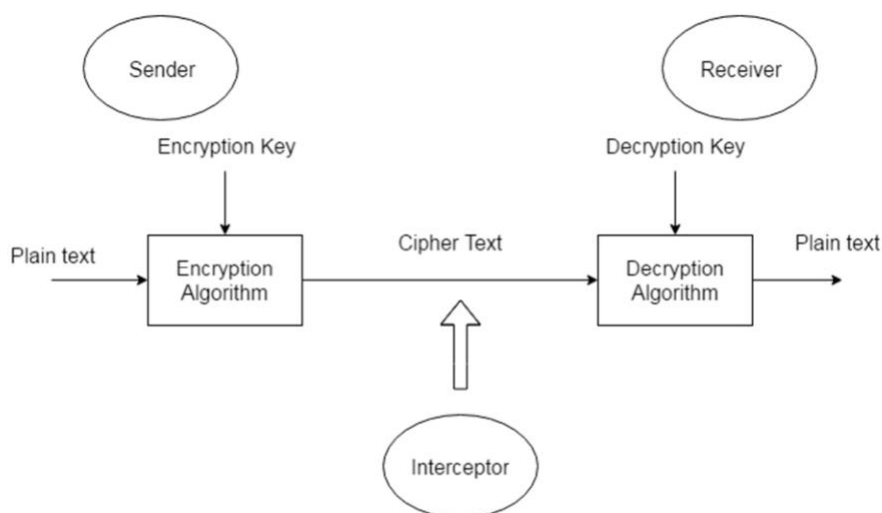 Sender
Receiver
Encryption Key
Decryption Key
Plain text
Encryption
Algorithm
Cipher Text
Decryption
Algorithm
Plain text
Interceptor